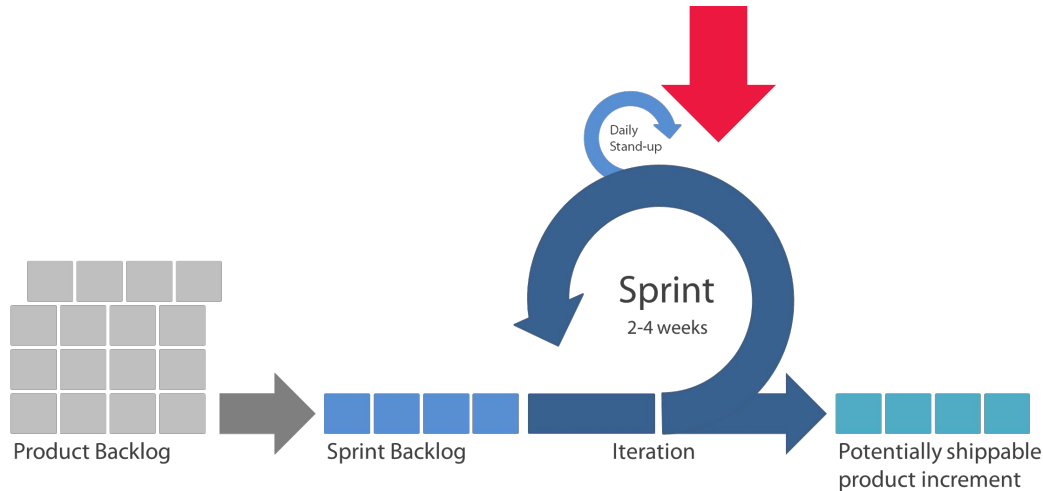 Daily
Stand-up
Sprint
2-4 weeks
Product Backlog
Sprint Backlog
Iteration
Potentially shippable
product increment